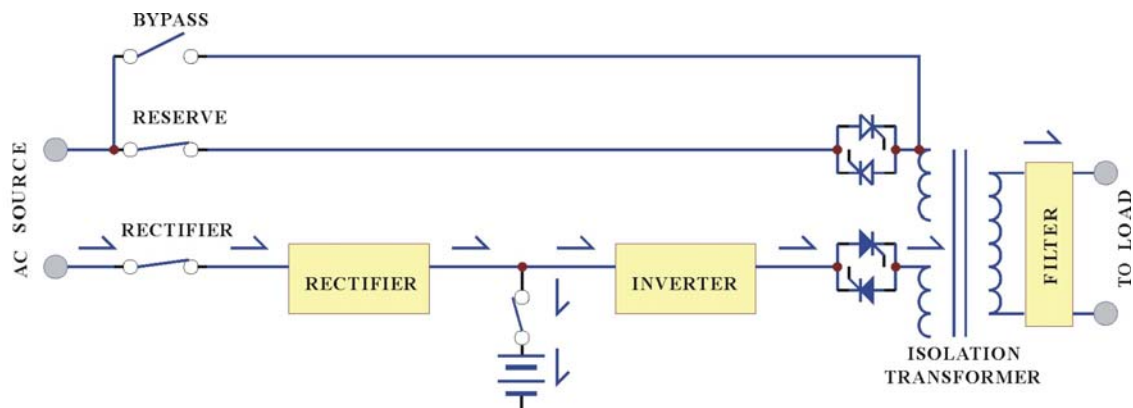 BYPASS
RESERVE
AC SOURCE
RECTIFIER
RECTIFIER
INVERTER
ISOLATION
TRANSFORMER
FILTER
TO LOAD